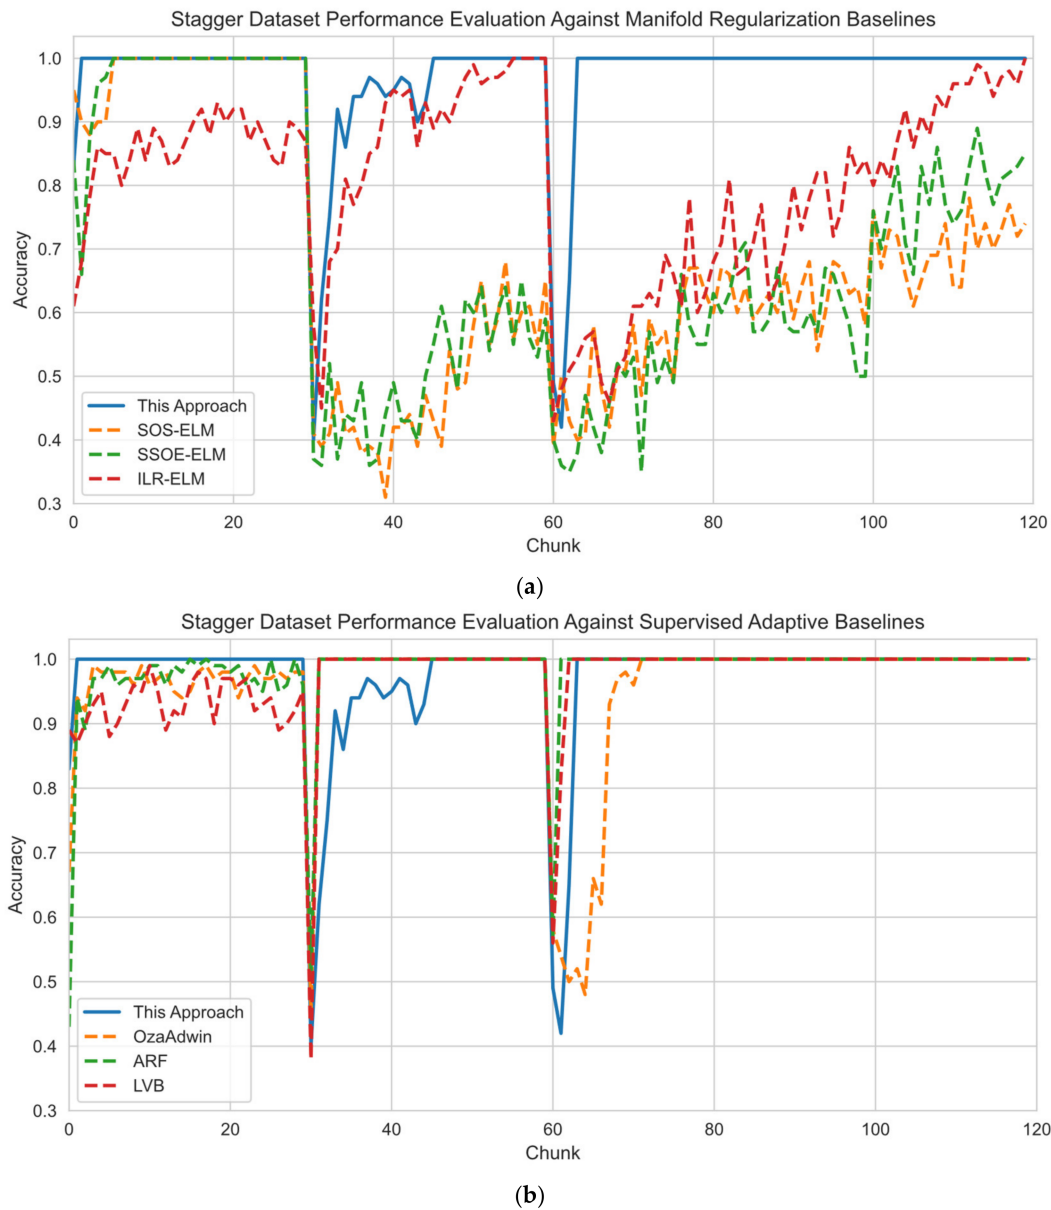 Stagger Dataset Performance Evaluation Against Manifold Regularization Baselines
1.0
0.9
0.8
0.7
0.6
0.5
0.4
0.3
Accuracy
This Approach
SOS-ELM
SSOE-ELM
ILR-ELM
0 20 40 60 80 100 120
Chunk
(a)
Stagger Dataset Performance Evaluation Against Supervised Adaptive Baselines
1.0
0.9
0.8
0.7
0.6
0.5
0.4
0.3
Accuracy
This Approach
OzaAdwin
ARF
LVB
0 20 40 60 80 100 120
Chunk
(b)